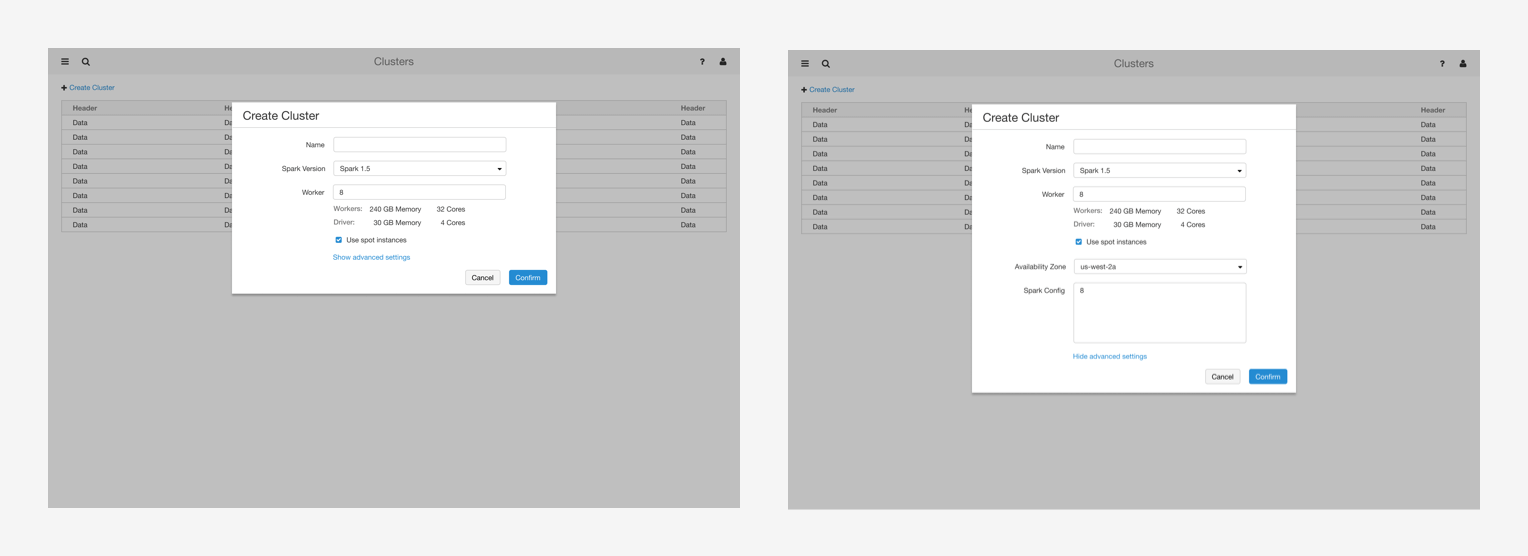 Clusters ?
Create Cluster
Header He Header
Data Da Data
Data Da Data
Data Da Data
Data Da Data
Data Da Data
Data Da Data
Data Da Data
Data Da Data
Create Cluster
Name
Spark Version Spark 1.5
Worker 8
Workers: 240 GB Memory 32 Cores
Driver: 30 GB Memory 4 Cores
Use spot instances
Show advanced settings
Cancel Confirm
Clusters ?
Create Cluster
Header He Header
Data Da Data
Data Da Data
Data Da Data
Data Da Data
Data Da Data
Data Da Data
Data Da Data
Data Da Data
Create Cluster
Name
Spark Version Spark 1.5
Worker 8
Workers: 240 GB Memory 32 Cores
Driver: 30 GB Memory 4 Cores
Use spot instances
Availability Zone us-west-2a
Spark Config 8
Hide advanced settings
Cancel Confirm